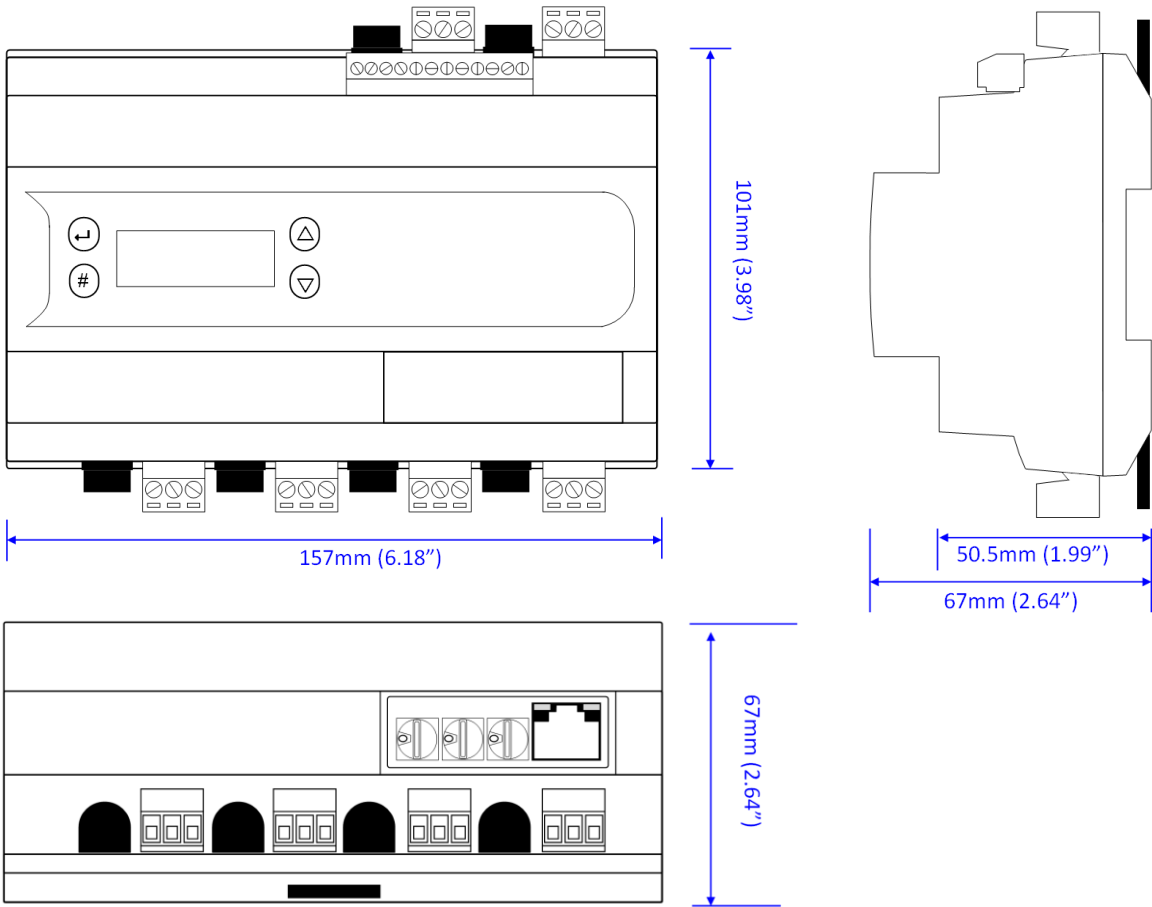 #
101mm (3.98”)
157mm (6.18”)
50.5mm (1.99”)
67mm (2.64”)
67mm (2.64”)